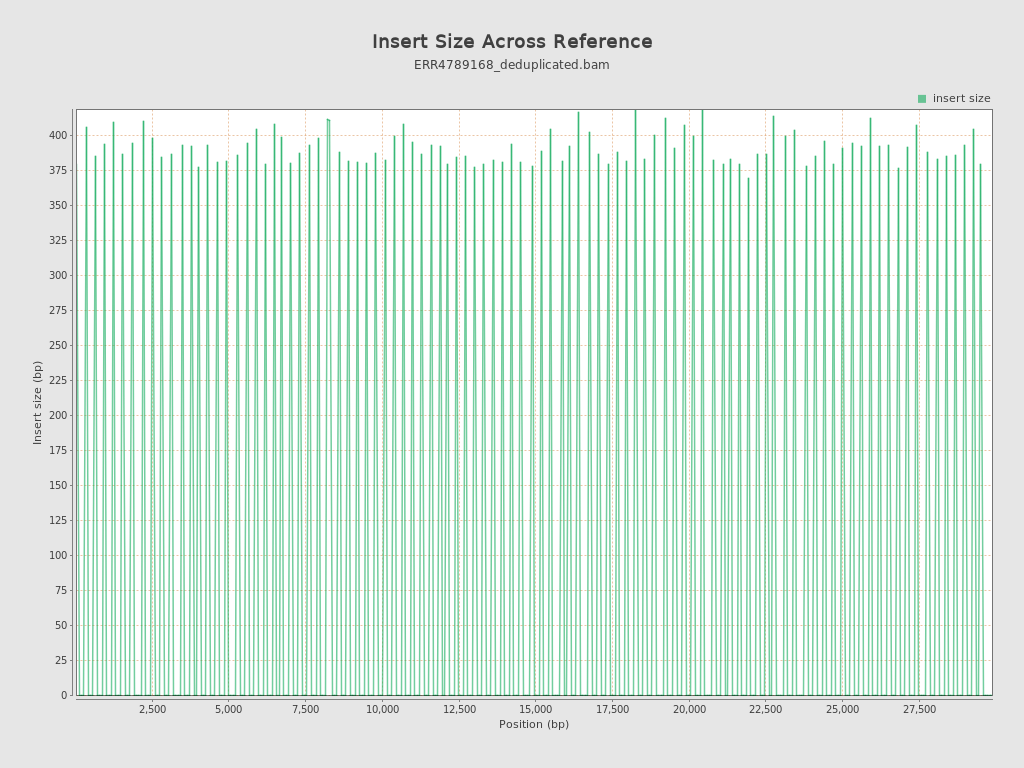 Insert Size Across Reference
ERR4789168_deduplicated.bam
insert size
400
375
350
325
300
275
250
225
200
175
150
125
100
75
50
25
0
Insert size (bp)
2,500 5,000 7,500 10,000 12,500 15,000 17,500 20,000 22,500 25,000 27,500
Position (bp)